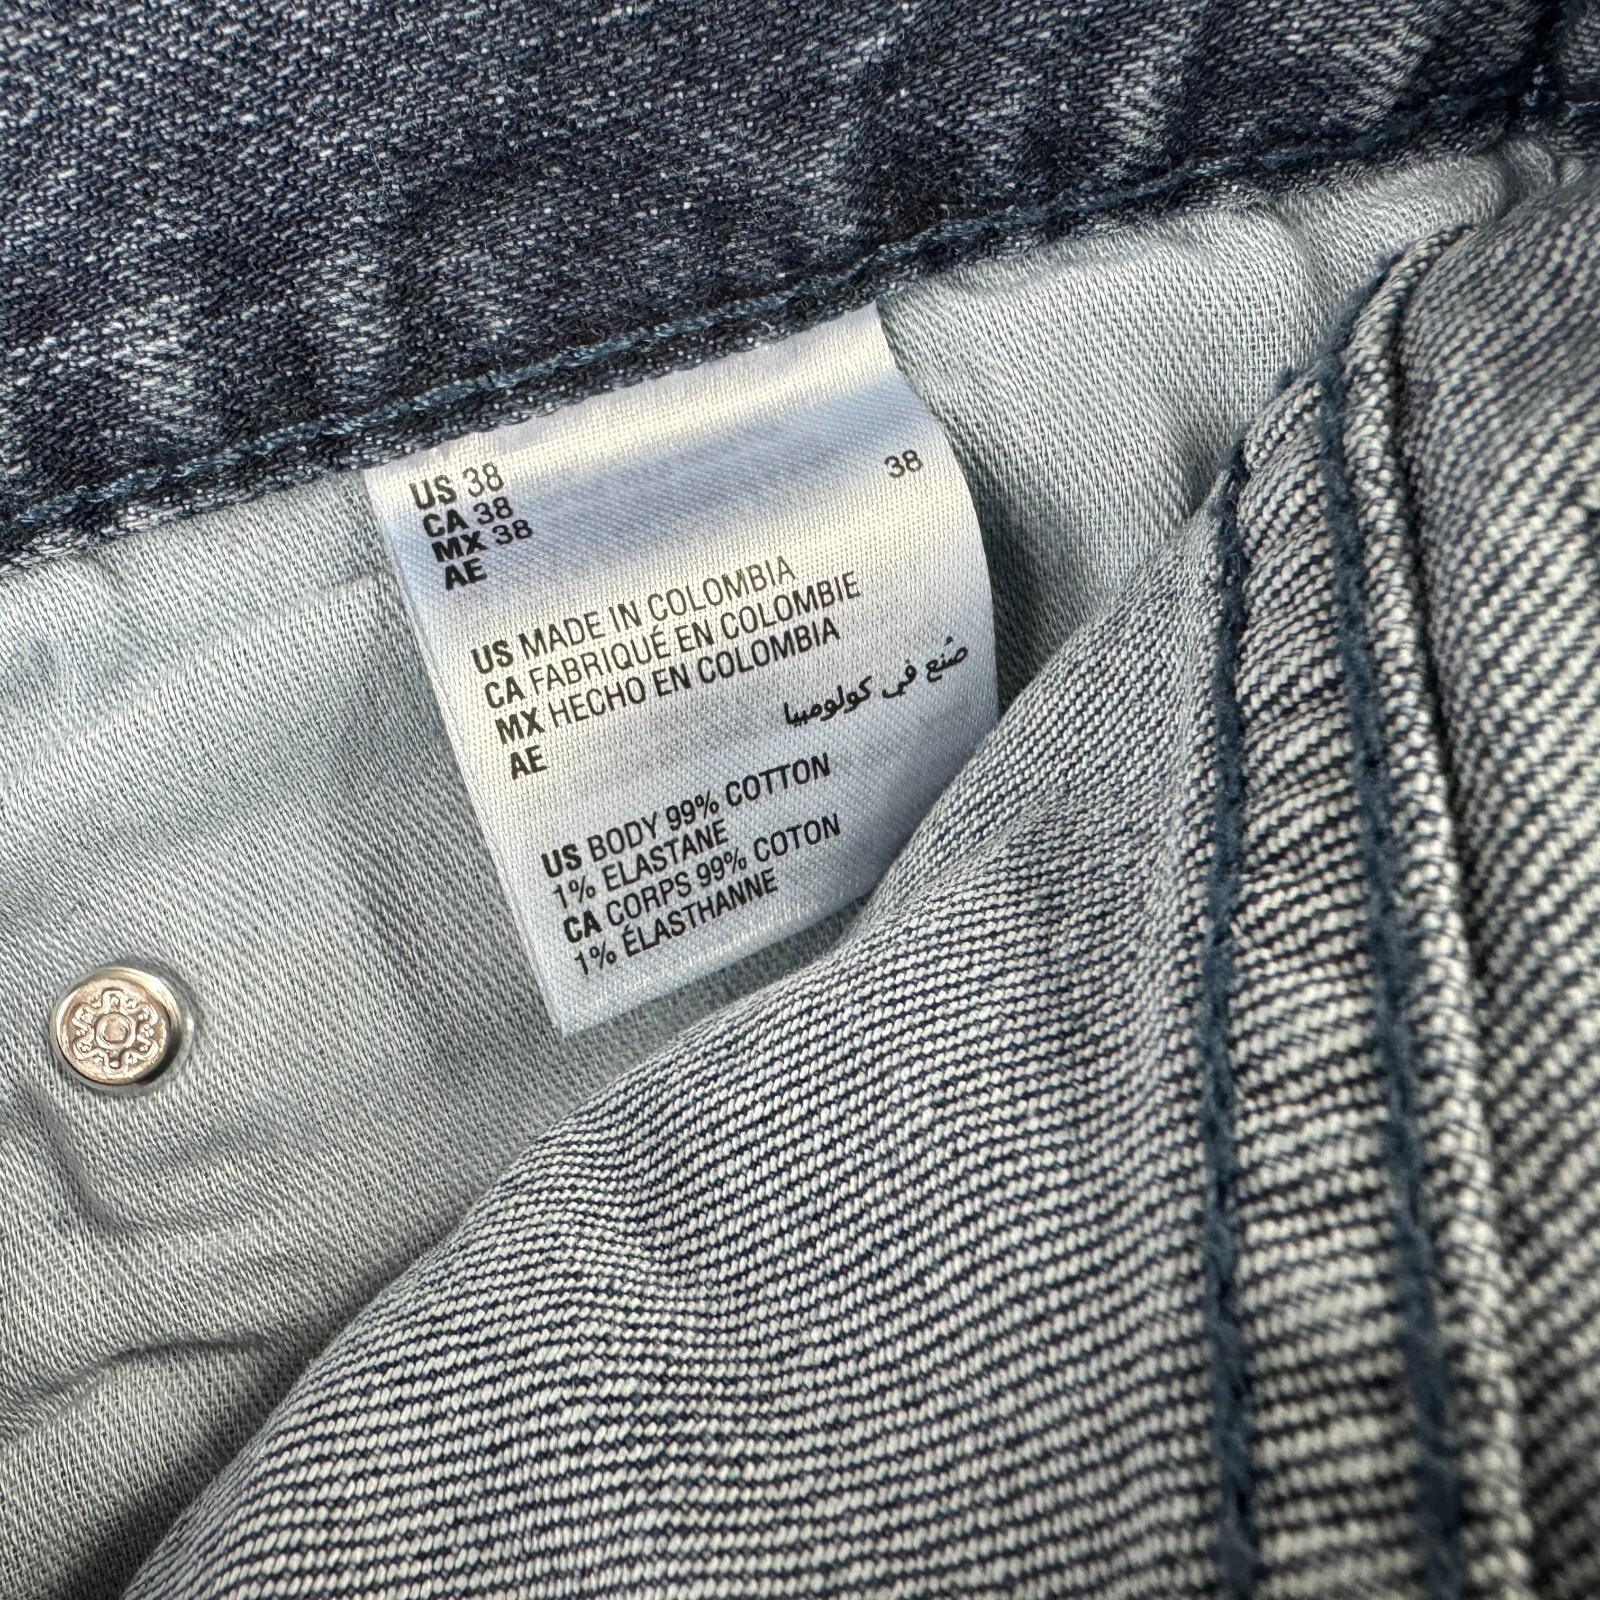 US 38
CA 38
MX 38
AE 38
US MADE IN COLOMBIA
CA FABRIQUÉ EN COLOMBIE
MX HECHO EN COLOMBIA
AE صُنع في كولومبيا
US BODY 99% COTTON
1% ELASTANE
CA CORPS 99% COTON
1% ÉLASTHANNE